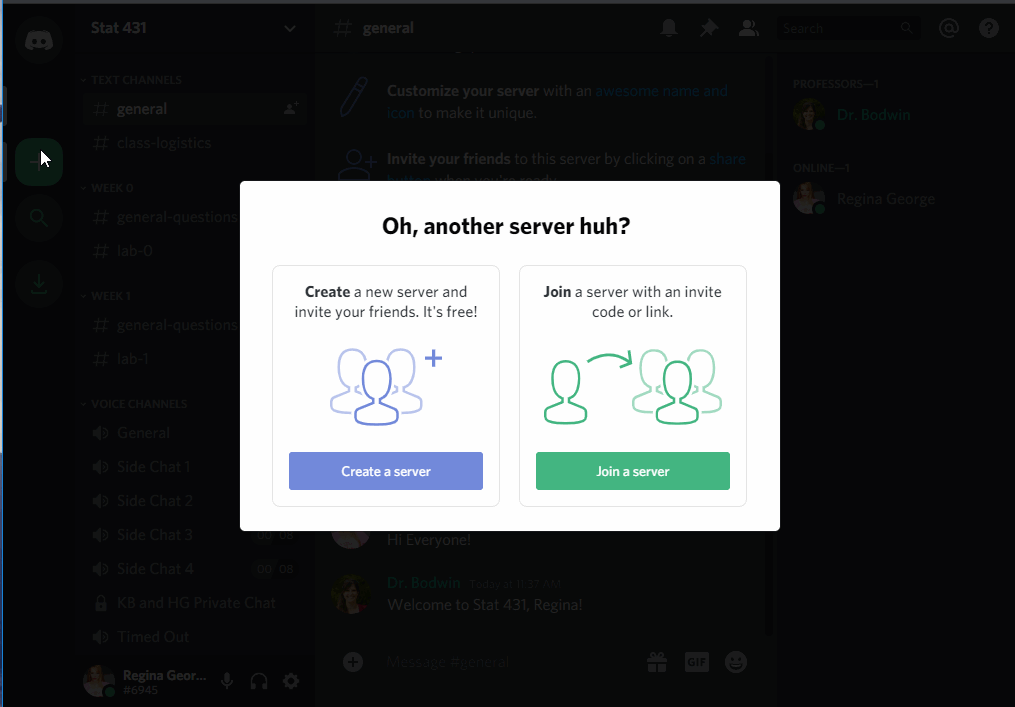 Stat 431
general
Search
TEXT CHANNELS
general
class-logistics
WEEK 0
general-questions
lab-0
WEEK 1
general-questions
lab-1
VOICE CHANNELS
General
Side Chat 1
Side Chat 2
Side Chat 3
00 08
Side Chat 4
00 08
KB and HG Private Chat
Timed Out
Regina Geor...
#6945
Customize your server with an awesome name and
icon to make it unique.
Invite your friends to this server by clicking on a share
button when you're ready.
Oh, another server huh?
Create a new server and
invite your friends. It's free!
Create a server
Join a server with an invite
code or link.
Join a server
Hi Everyone!
Dr. Bodwin Today at 11:37 AM
Welcome to Stat 431, Regina!
Message #general
GIF
PROFESSORS—1
Dr. Bodwin
ONLINE—1
Regina George